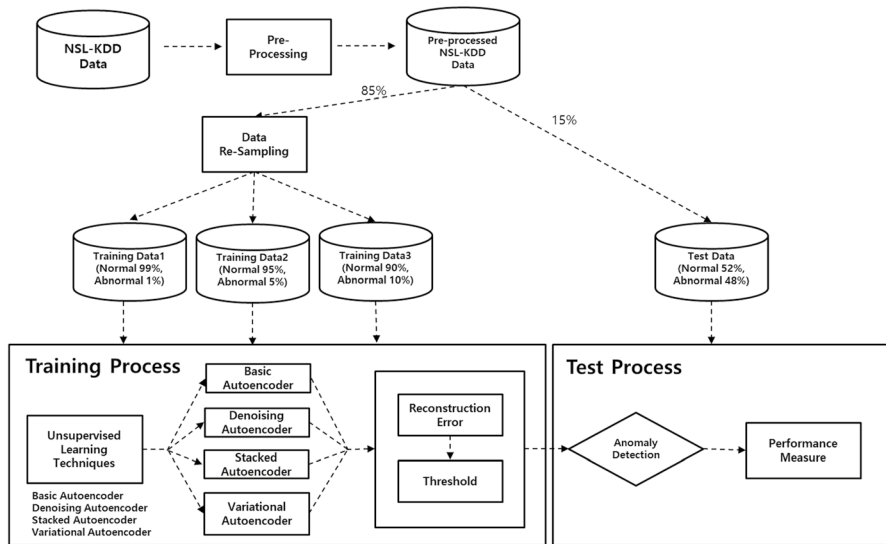 NSL-KDD
Data
Pre-
Processing
Pre-processed
NSL-KDD
Data
85%
15%
Data
Re-Sampling
Training Data1
(Normal 99%,
Abnormal 1%)
Training Data2
(Normal 95%,
Abnormal 5%)
Training Data3
(Normal 90%,
Abnormal 10%)
Test Data
(Normal 52%,
Abnormal 48%)
Training Process
Unsupervised
Learning
Techniques
Basic Autoencoder
Denoising Autoencoder
Stacked Autoencoder
Variational Autoencoder
Basic
Autoencoder
Denoising
Autoencoder
Stacked
Autoencoder
Variational
Autoencoder
Reconstruction
Error
Threshold
Test Process
Anomaly
Detection
Performance
Measure